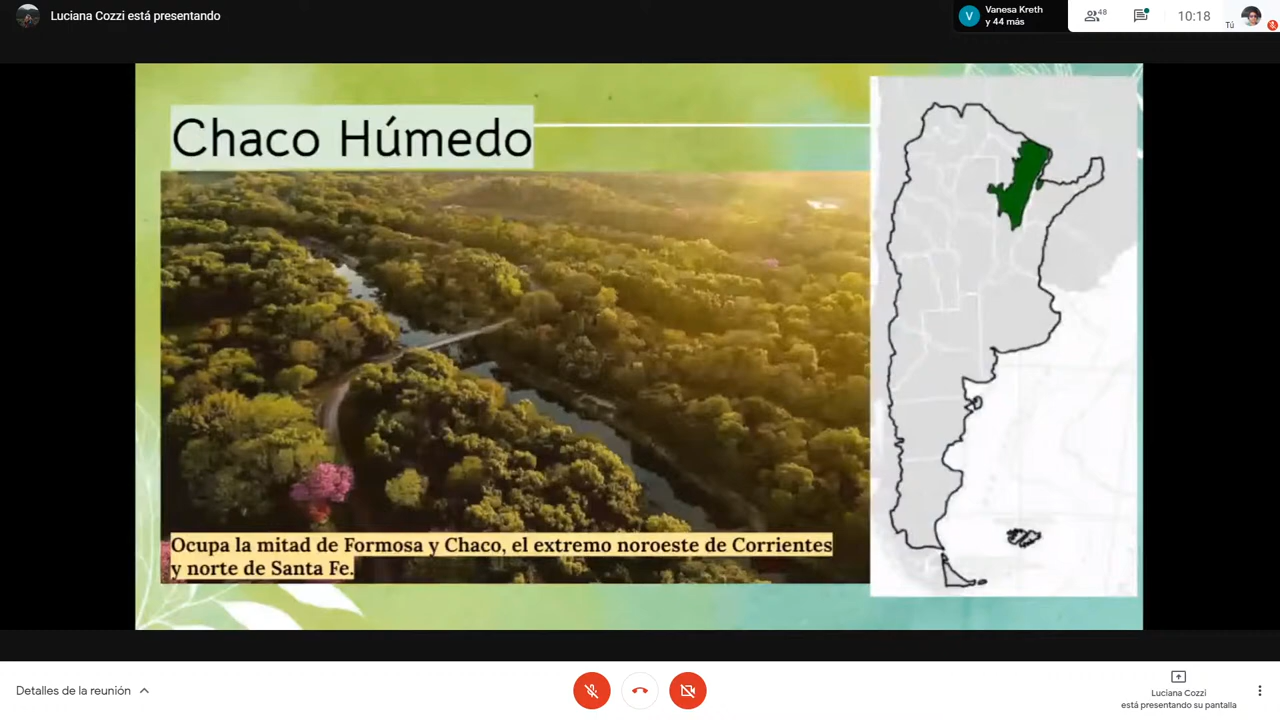 Luciana Cozzi está presentando
V
Vanesa Kreth
y 44 más
48
10:18
Tú
Chaco Húmedo
Ocupa la mitad de Formosa y Chaco, el extremo noroeste de Corrientes
y norte de Santa Fe.
Detalles de la reunión
Luciana Cozzi
está presentando su pantalla